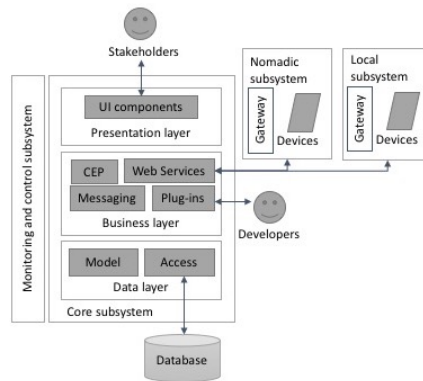 Stakeholders
Nomadic
subsystem
Gateway
Devices
Local
subsystem
Gateway
Devices
Monitoring and control subsystem
UI components
Presentation layer
CEP
Web Services
Messaging
Plug-ins
Business layer
Developers
Model
Access
Data layer
Core subsystem
Database